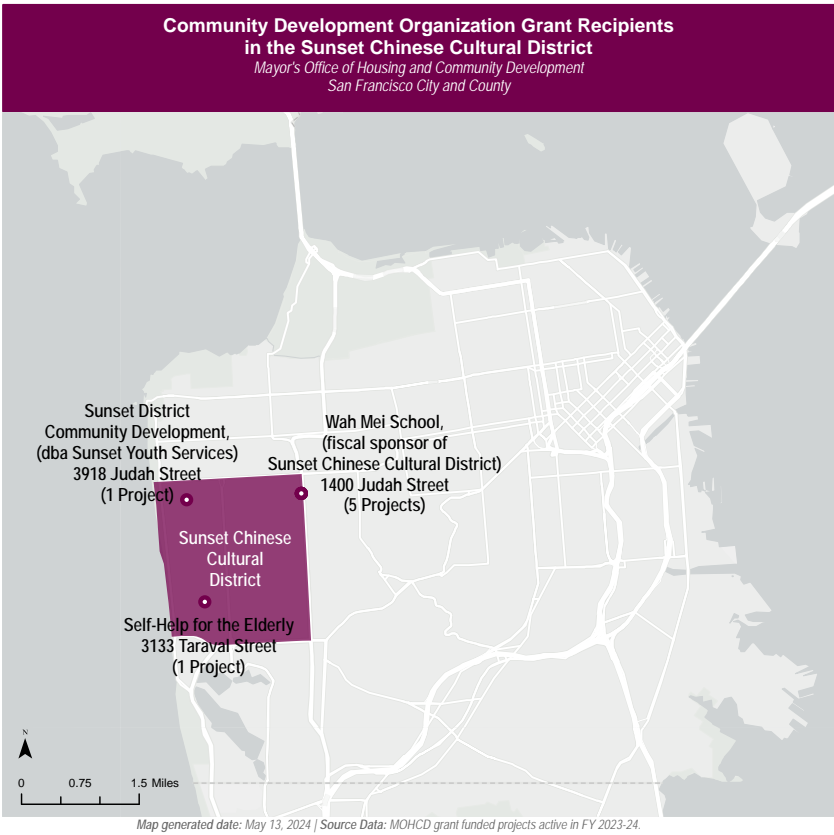 Community Development Organization Grant Recipients
in the Sunset Chinese Cultural District
Mayor's Office of Housing and Community Development
San Francisco City and County
Sunset District
Community Development,
(dba Sunset Youth Services)
3918 Judah Street
(1 Project)
Wah Mei School,
(fiscal sponsor of
Sunset Chinese Cultural District)
1400 Judah Street
(5 Projects)
Sunset Chinese
Cultural
District
Self-Help for the Elderly
3133 Taraval Street
(1 Project)
N
0 0.75 1.5 Miles
Map generated date: May 13, 2024 | Source Data: MOHCD grant funded projects active in FY 2023-24.